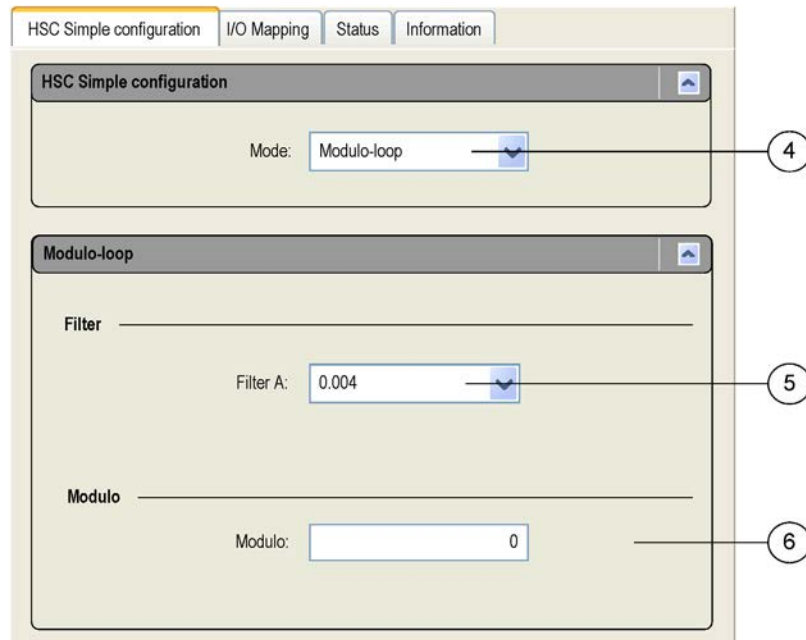 HSC Simple configuration I/O Mapping Status Information
HSC Simple configuration
Mode: Modulo-loop 4
Modulo-loop
Filter
Filter A: 0.004 5
Modulo
Modulo: 0 6